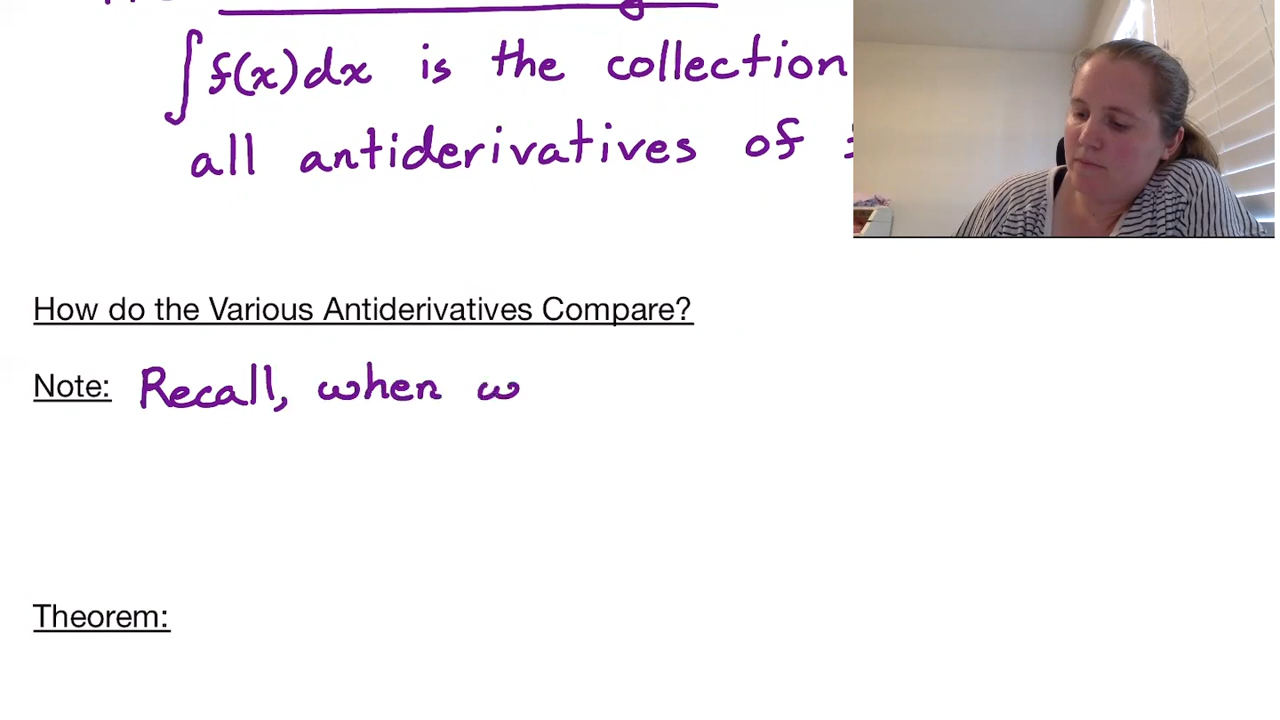 ∫ f(x) dx is the collection
all antiderivatives of
How do the Various Antiderivatives Compare?
Note: Recall, when w
Theorem: